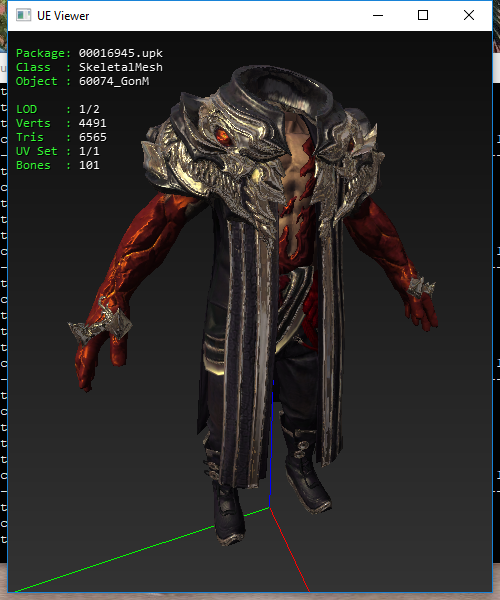 UE Viewer
Package: 00016945.upk
Class  : SkeletalMesh
Object : 60074_GonM
LOD    : 1/2
Verts  : 4491
Tris   : 6565
UV Set : 1/1
Bones  : 101